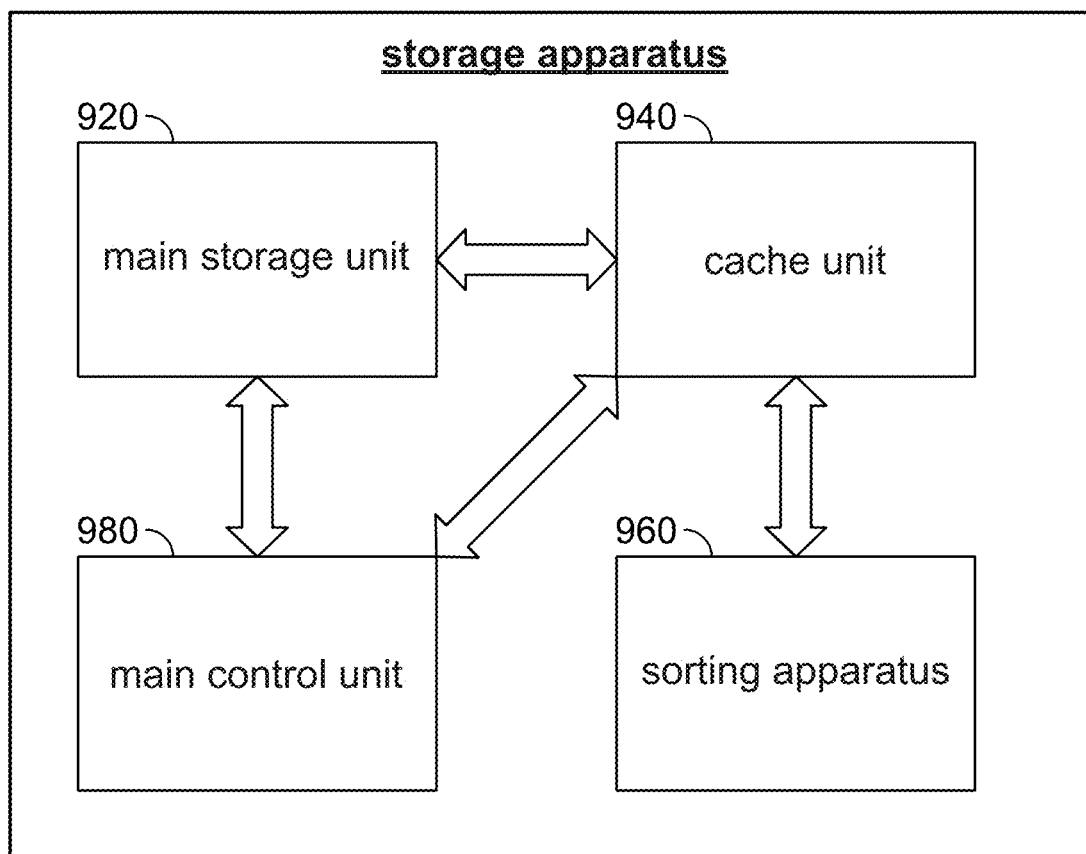 storage apparatus
920
940
main storage unit
cache unit
980
960
main control unit
sorting apparatus